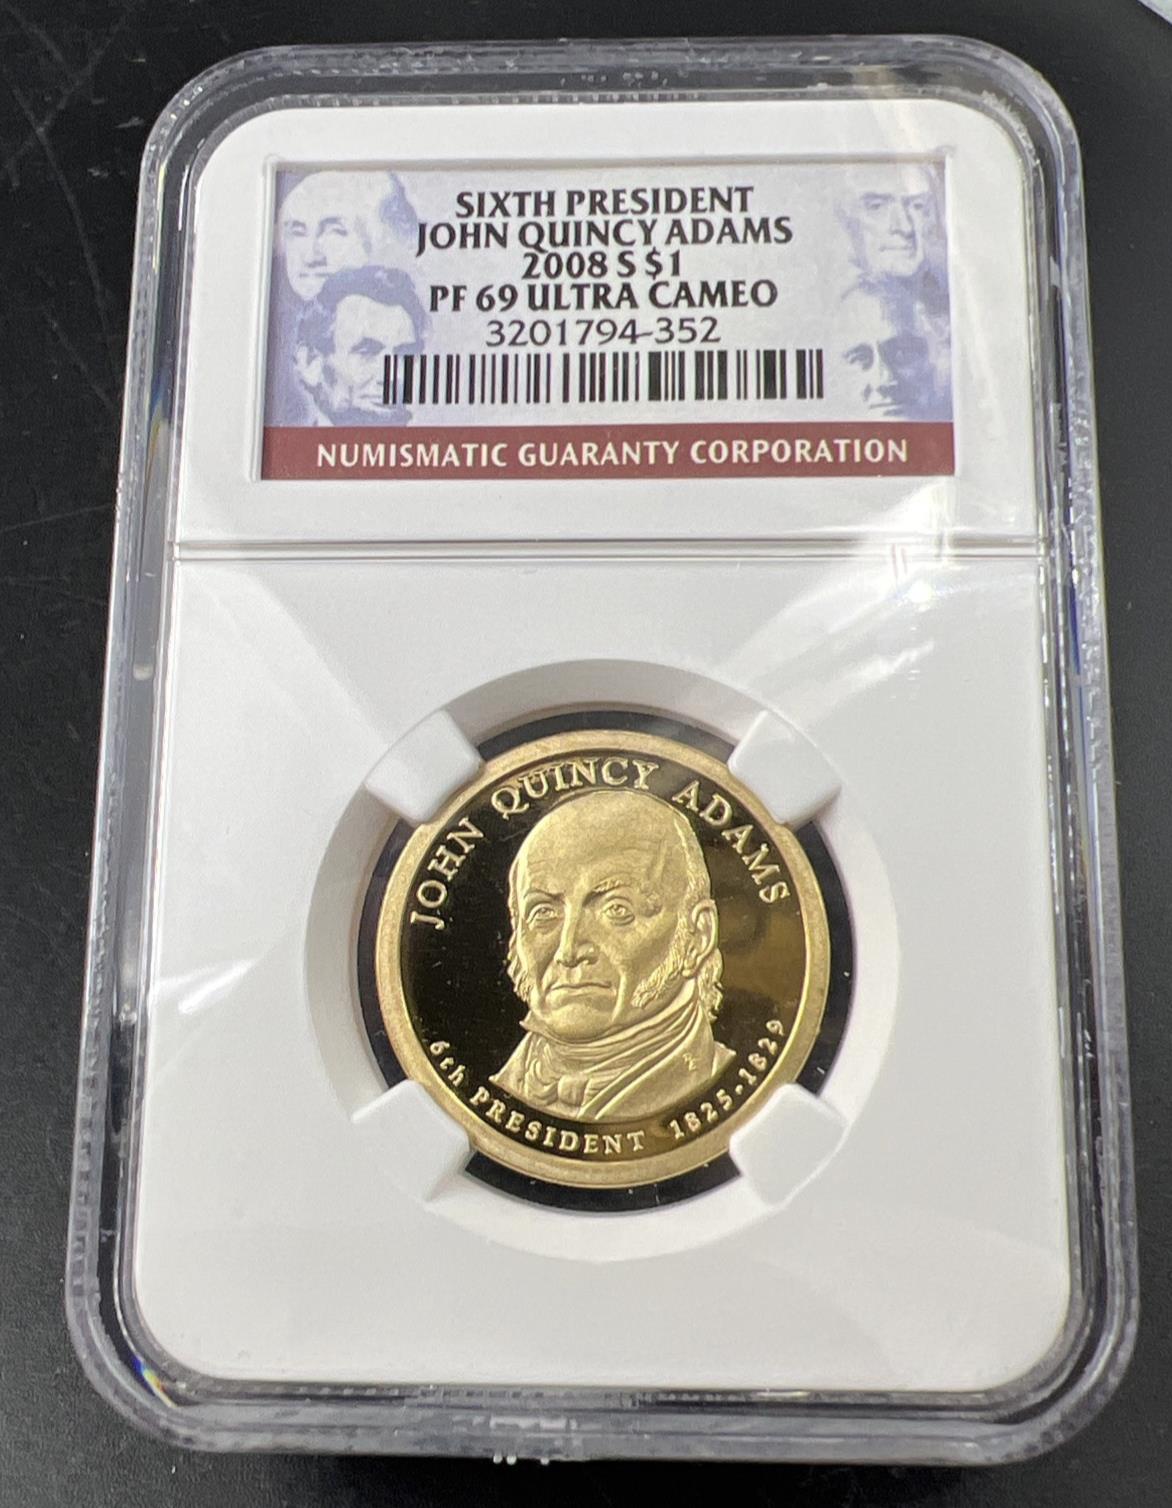 SIXTH PRESIDENT
JOHN QUINCY ADAMS
2008 S $1
PF 69 ULTRA CAMEO
3201794-352
NUMISMATIC GUARANTY CORPORATION
JOHN QUINCY ADAMS
6th PRESIDENT 1825-1829